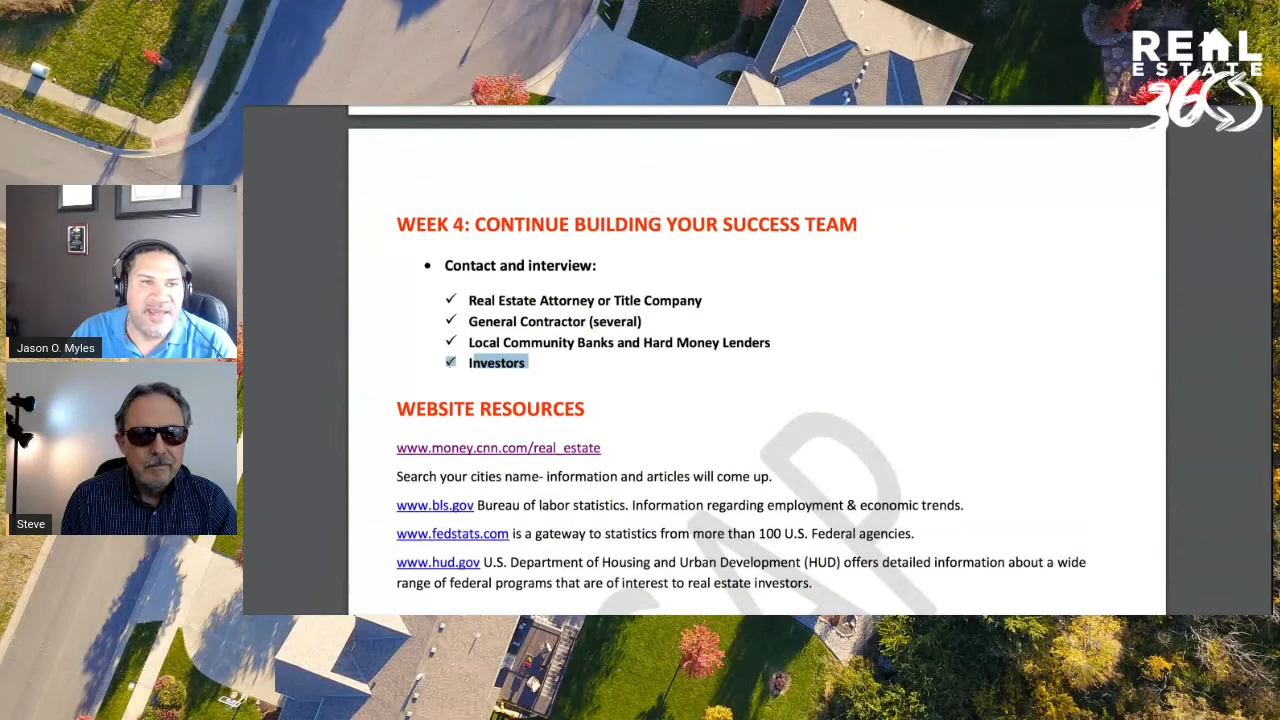 REAL
ESTATE
360
WEEK 4: CONTINUE BUILDING YOUR SUCCESS TEAM
• Contact and interview:
✓ Real Estate Attorney or Title Company
✓ General Contractor (several)
✓ Local Community Banks and Hard Money Lenders
✓ Investors
Jason O. Myles
WEBSITE RESOURCES
www.money.cnn.com/real_estate
Search your cities name- information and articles will come up.
www.bls.gov Bureau of labor statistics. Information regarding employment & economic trends.
Steve
www.fedstats.com is a gateway to statistics from more than 100 U.S. Federal agencies.
www.hud.gov U.S. Department of Housing and Urban Development (HUD) offers detailed information about a wide
range of federal programs that are of interest to real estate investors.